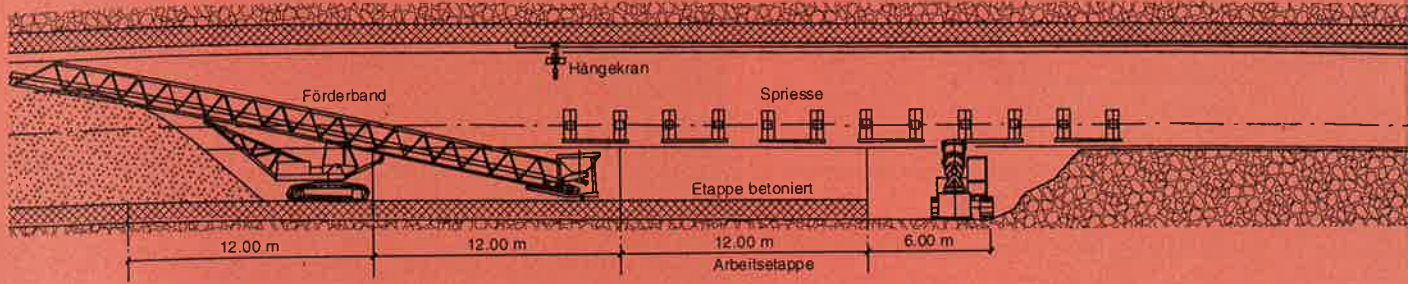 Hängekran
Förderband
Spriesse
Etappe betoniert
12.00 m
12.00 m
12.00 m
6.00 m
Arbeitsetappe